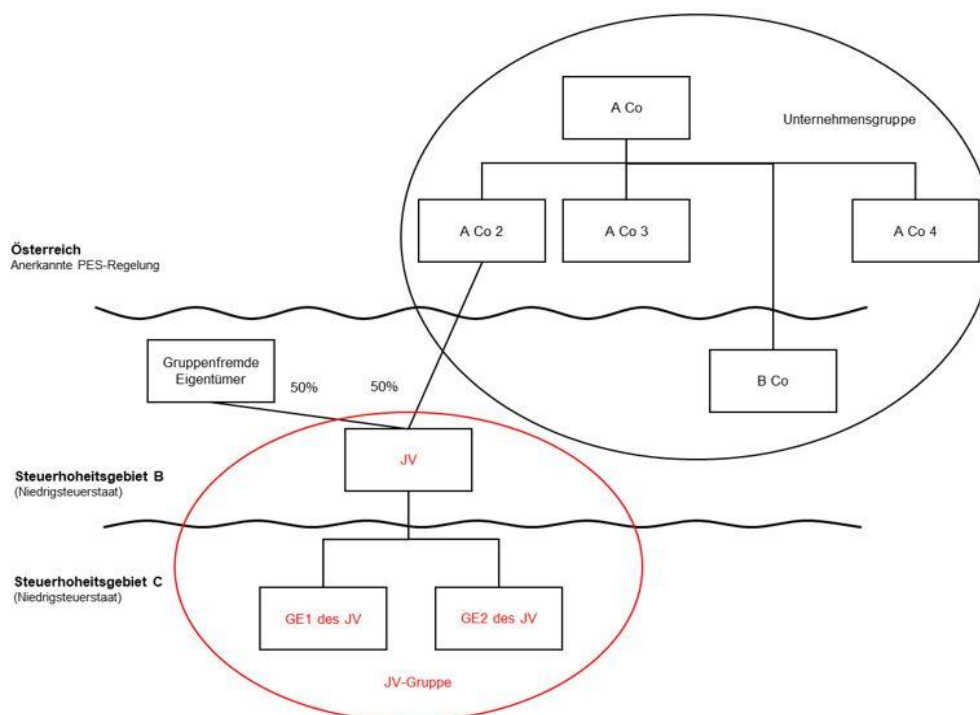 A Co
Unternehmensgruppe
A Co 2
A Co 3
A Co 4
Österreich
Anerkannte PES-Regelung
Gruppenfremde
Eigentümer
50%
50%
B Co
JV
Steuerhoheitsgebiet B
(Niedrigsteuerstaat)
Steuerhoheitsgebiet C
(Niedrigsteuerstaat)
GE1 des JV
GE2 des JV
JV-Gruppe